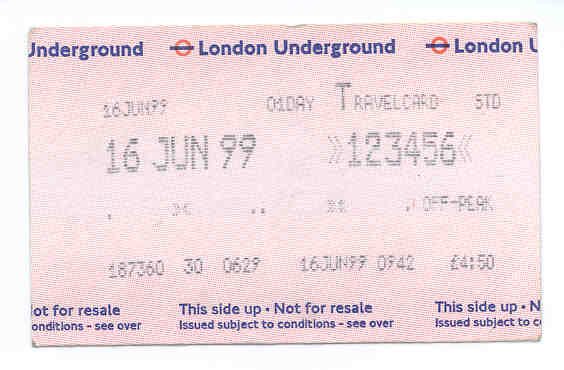 Underground London Underground London U
16JUN99 01DAY TRAVELCARD STD
16 JUN 99 »123456«
. »« .. »« .. OFF-PEAK
187360 30 0629 16JUN99 0942 £4:50
ot for resale This side up • Not for resale This side up • N
onditions - see over Issued subject to conditions - see over Issued subject to c